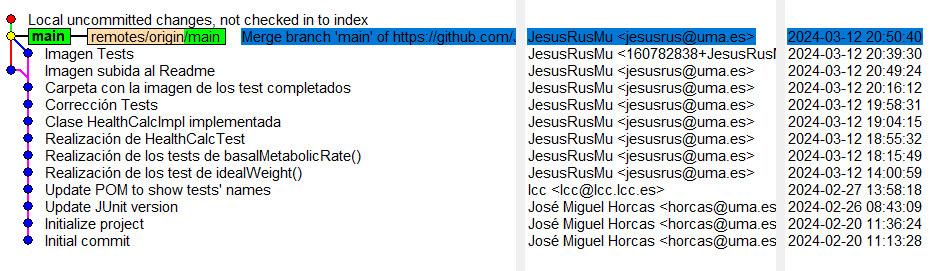 Local uncommitted changes, not checked in to index
main remotes/origin/main Merge branch 'main' of https://github.com/J JesusRusMu <jesusrus@uma.es> 2024-03-12 20:50:40
Imagen Tests JesusRusMu <160782838+JesusRusM 2024-03-12 20:39:30
Imagen subida al Readme JesusRusMu <jesusrus@uma.es> 2024-03-12 20:49:24
Carpeta con la imagen de los test completados JesusRusMu <jesusrus@uma.es> 2024-03-12 20:16:12
Corrección Tests JesusRusMu <jesusrus@uma.es> 2024-03-12 19:58:31
Clase HealthCalcImpl implementada JesusRusMu <jesusrus@uma.es> 2024-03-12 19:04:15
Realización de HealthCalcTest JesusRusMu <jesusrus@uma.es> 2024-03-12 18:55:32
Realización de los tests de basalMetabolicRate() JesusRusMu <jesusrus@uma.es> 2024-03-12 18:15:49
Realización de los test de idealWeight() JesusRusMu <jesusrus@uma.es> 2024-03-12 14:00:59
Update POM to show tests' names lcc <lcc@lcc.lcc.es> 2024-02-27 13:58:18
Update JUnit version José Miguel Horcas <horcas@uma.es 2024-02-26 08:43:09
Initialize project José Miguel Horcas <horcas@uma.es 2024-02-20 11:36:24
Initial commit José Miguel Horcas <horcas@uma.es 2024-02-20 11:13:28